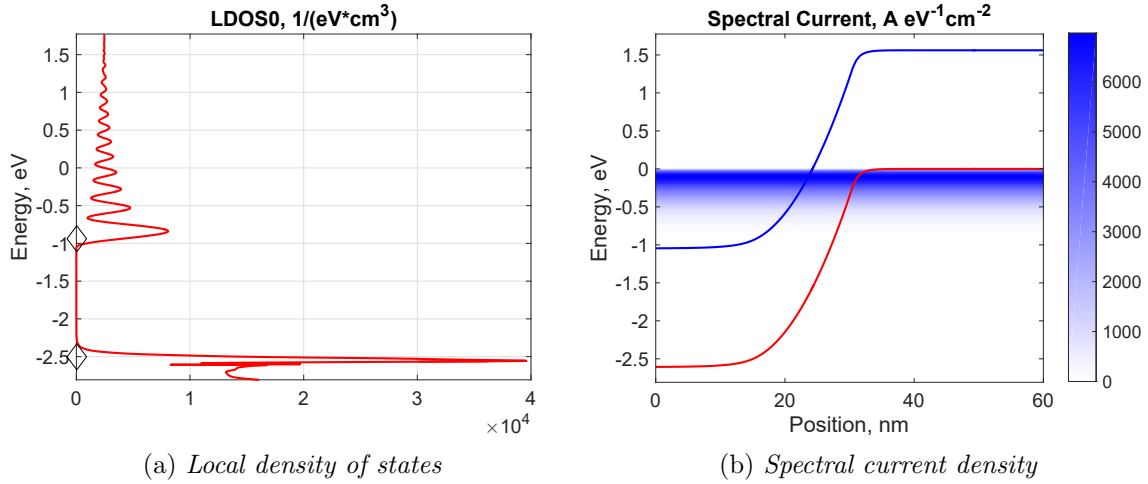 LDOS0, 1/(eV*cm³)
Energy, eV
1.5
1
0.5
0
-0.5
-1
-1.5
-2
-2.5
0 1 2 3 4
×10⁴
(a) Local density of states
Spectral Current, A eV⁻¹cm⁻²
Energy, eV
1.5
1
0.5
0
-0.5
-1
-1.5
-2
-2.5
0 20 40 60
Position, nm
6000
5000
4000
3000
2000
1000
0
(b) Spectral current density